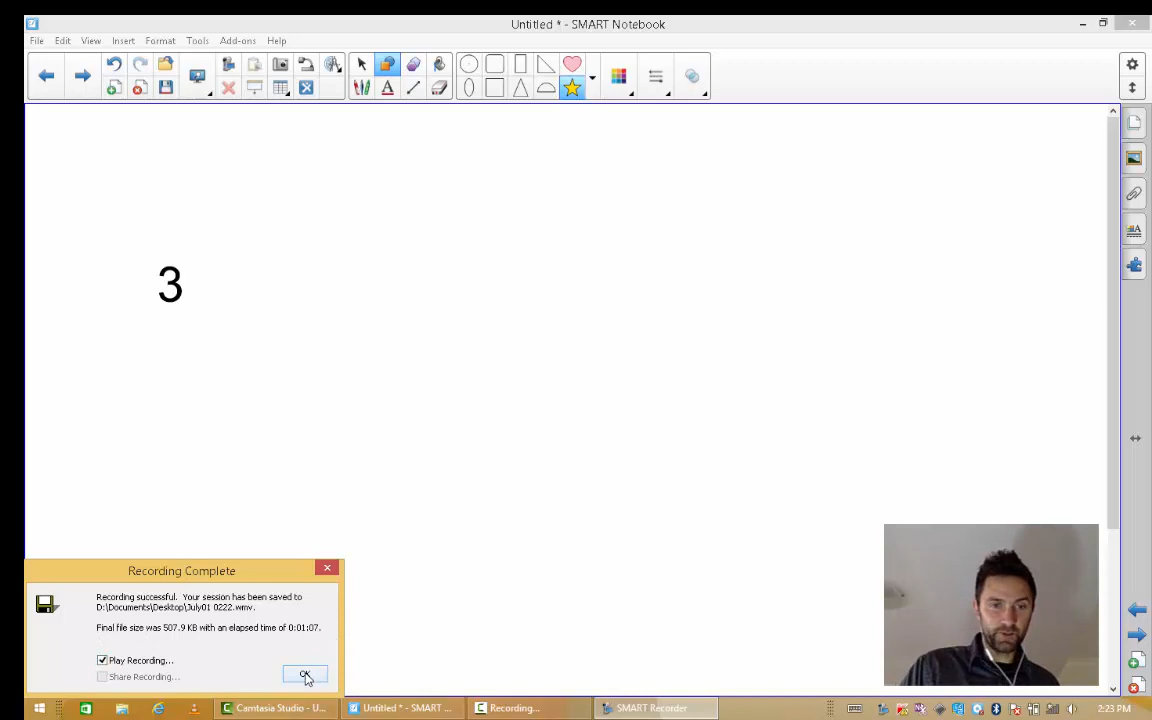 Untitled * - SMART Notebook
File Edit View Insert Format Tools Add-ons Help
3
Recording Complete
Recording successful. Your session has been saved to
D:\Documents\Desktop\July01 0222.wmv.
Final file size was 507.9 KB with an elapsed time of 0:01:07.
Play Recording...
Share Recording...
OK
Camtasia Studio - U...
Untitled * - SMART ...
Recording...
SMART Recorder
2:23 PM